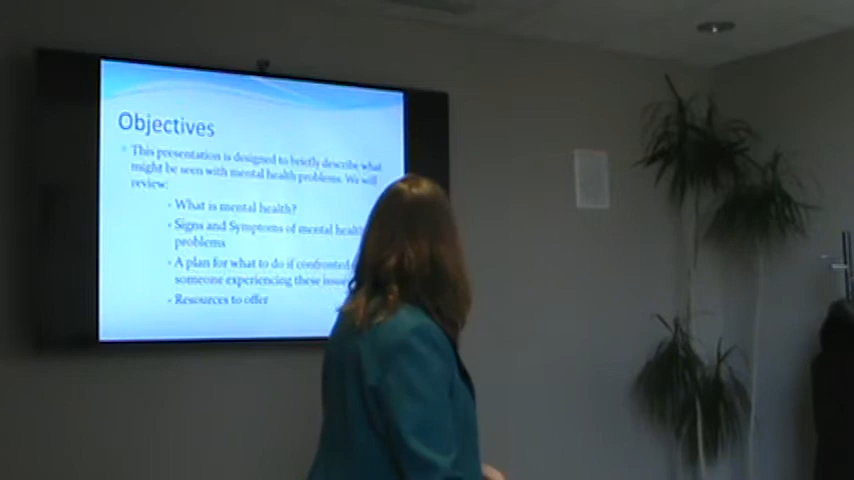 Objectives
This presentation is designed to briefly describe what
might be seen with mental health problems. We will
review:
What is mental health?
Signs and Symptoms of mental health
problems
A plan for what to do if confronted
someone experiencing these issues
Resources to offer